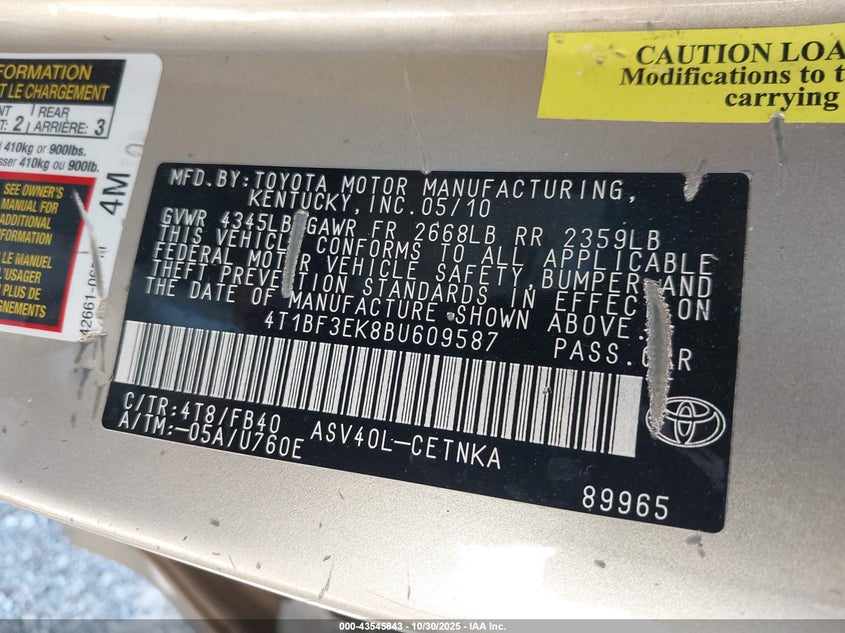 FORMATION
T LE CHARGEMENT
NT 2 REAR
ARRIÈRE: 3
410kg or 900lbs.
sser 410kg ou 900lb.
SEE OWNER'S
MANUAL FOR
ADDITIONAL
INFORMATION
LE MANUEL
L'USAGER
PLUS DE
GNEMENTS
4M
42661-06
CAUTION LOA
Modifications to t
carrying
MFD.BY:TOYOTA MOTOR MANUFACTURING,
KENTUCKY,INC.05/10
GVWR 4345LB GAWR FR 2668LB RR 2359LB
THIS VEHICLE CONFORMS TO ALL APPLICABLE
FEDERAL MOTOR VEHICLE SAFETY,BUMPER,AND
THEFT PREVENTION STANDARDS IN EFFECT ON
THE DATE OF MANUFACTURE SHOWN ABOVE.
4T1BF3EK8BU609587 PASS.CAR
C/TR:4T8/FB40
A/TM:-05A/U760E
ASV40L-CETNKA
89965
000-43545843 | 10/30/2025 - IAA Inc.